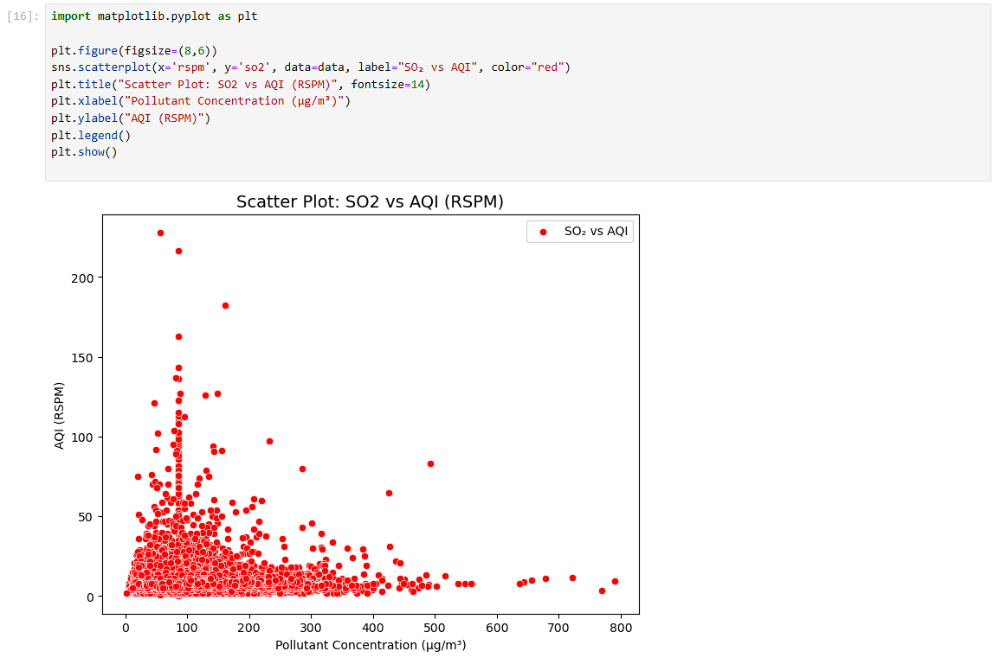 [16]: import matplotlib.pyplot as plt
plt.figure(figsize=(8,6))
sns.scatterplot(x='rspm', y='so2', data=data, label="SO₂ vs AQI", color="red")
plt.title("Scatter Plot: SO2 vs AQI (RSPM)", fontsize=14)
plt.xlabel("Pollutant Concentration (µg/m³)")
plt.ylabel("AQI (RSPM)")
plt.legend()
plt.show()
Scatter Plot: SO2 vs AQI (RSPM)
SO₂ vs AQI
200
150
100
50
0
AQI (RSPM)
0 100 200 300 400 500 600 700 800
Pollutant Concentration (µg/m³)